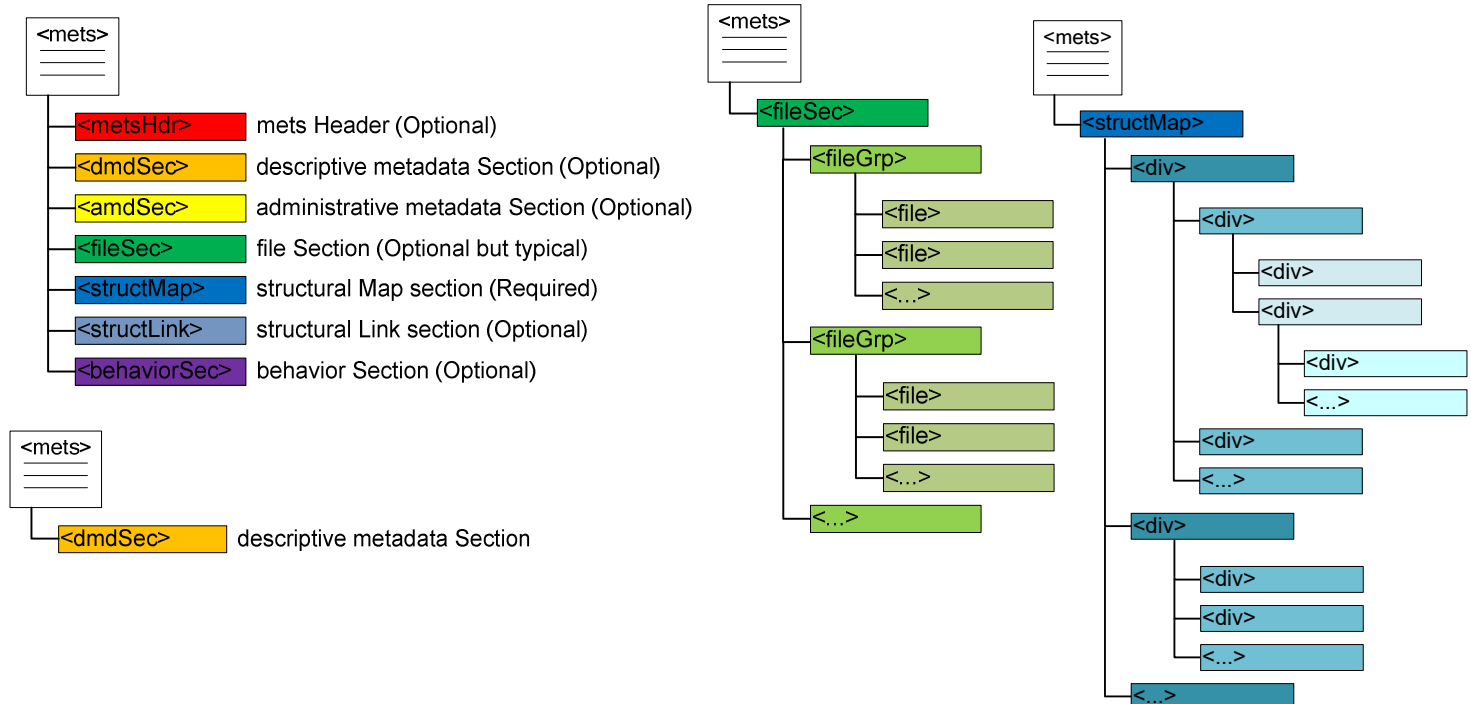 <mets>
<metsHdr> mets Header (Optional)
<dmdSec> descriptive metadata Section (Optional)
<amdSec> administrative metadata Section (Optional)
<fileSec> file Section (Optional but typical)
<structMap> structural Map section (Required)
<structLink> structural Link section (Optional)
<behaviorSec> behavior Section (Optional)
<mets>
<dmdSec> descriptive metadata Section
<mets>
<fileSec>
<fileGrp>
<file>
<file>
<...>
<fileGrp>
<file>
<file>
<...>
<...>
<mets>
<structMap>
<div>
<div>
<div>
<div>
<div>
<...>
<div>
<...>
<div>
<div>
<div>
<...>
<...>